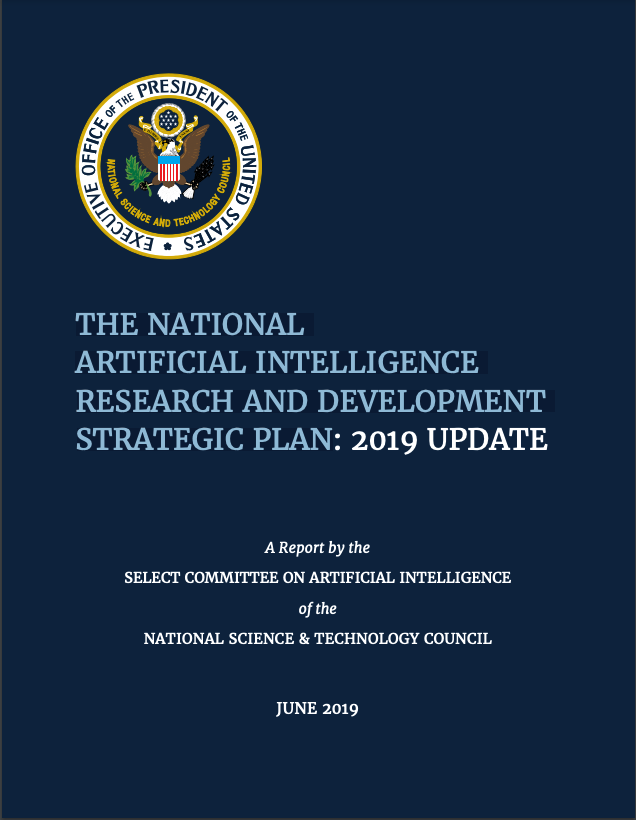 EXECUTIVE OFFICE OF THE PRESIDENT OF THE UNITED STATES
NATIONAL SCIENCE AND TECHNOLOGY COUNCIL
THE NATIONAL
ARTIFICIAL INTELLIGENCE
RESEARCH AND DEVELOPMENT
STRATEGIC PLAN: 2019 UPDATE
A Report by the
SELECT COMMITTEE ON ARTIFICIAL INTELLIGENCE
of the
NATIONAL SCIENCE & TECHNOLOGY COUNCIL
JUNE 2019